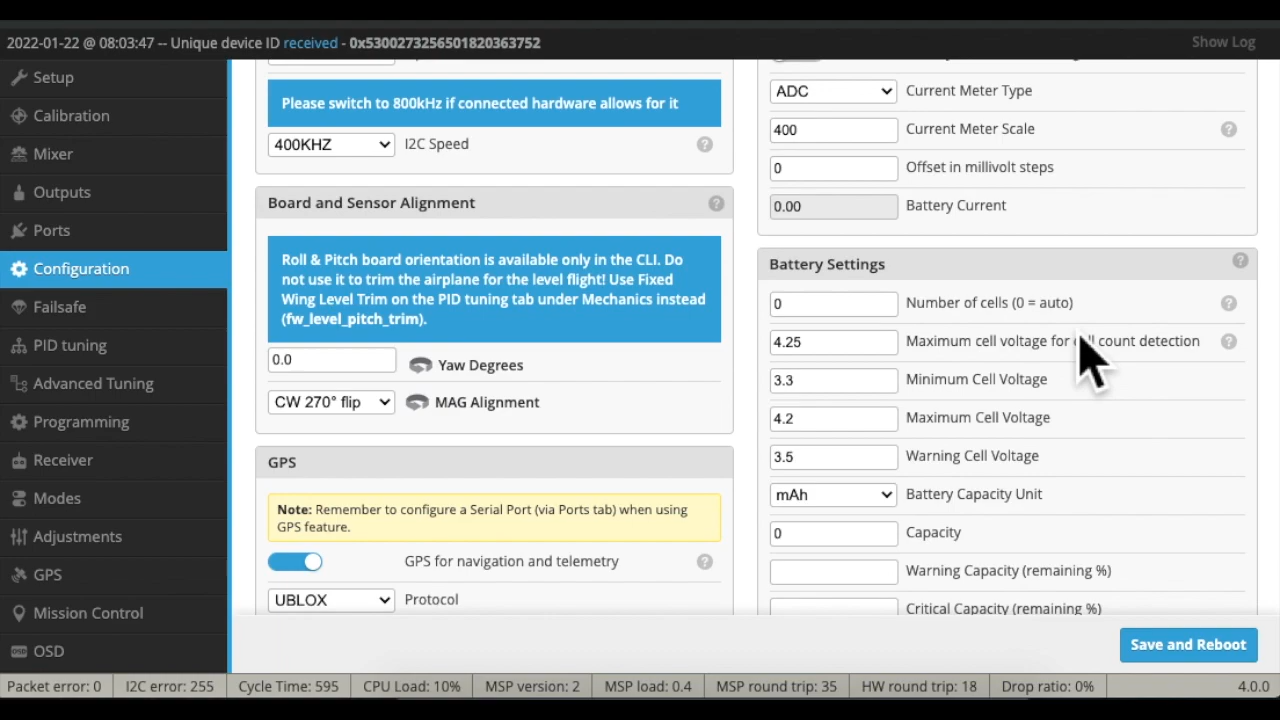 2022-01-22 @ 08:03:47 -- Unique device ID received - 0x5300273256501820363752
Show Log
Setup
Calibration
Mixer
Outputs
Ports
Configuration
Failsafe
PID tuning
Advanced Tuning
Programming
Receiver
Modes
Adjustments
GPS
Mission Control
OSD
Please switch to 800kHz if connected hardware allows for it
400KHZ I2C Speed ?
Board and Sensor Alignment ?
Roll & Pitch board orientation is available only in the CLI. Do
not use it to trim the airplane for the level flight! Use Fixed
Wing Level Trim on the PID tuning tab under Mechanics instead
(fw_level_pitch_trim).
0.0 Yaw Degrees
CW 270° flip MAG Alignment
GPS
Note: Remember to configure a Serial Port (via Ports tab) when using
GPS feature.
GPS for navigation and telemetry ?
UBLOX Protocol
ADC Current Meter Type
400 Current Meter Scale ?
0 Offset in millivolt steps
0.00 Battery Current
Battery Settings ?
0 Number of cells (0 = auto) ?
4.25 Maximum cell voltage for cell count detection ?
3.3 Minimum Cell Voltage
4.2 Maximum Cell Voltage
3.5 Warning Cell Voltage
mAh Battery Capacity Unit
0 Capacity
Warning Capacity (remaining %)
Critical Capacity (remaining %)
Save and Reboot
Packet error: 0 I2C error: 255 Cycle Time: 595 CPU Load: 10% MSP version: 2 MSP load: 0.4 MSP round trip: 35 HW round trip: 18 Drop ratio: 0% 4.0.0